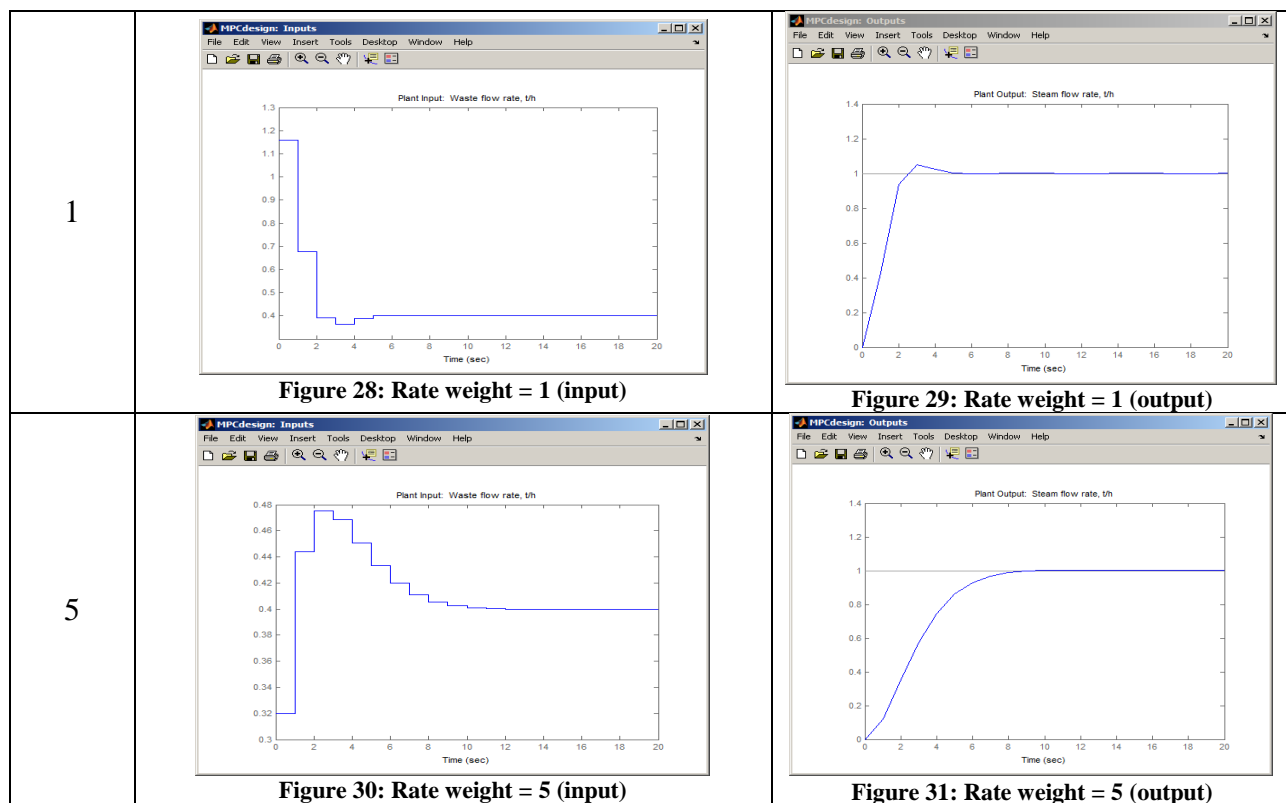 1
MPCdesign: Inputs
File Edit View Insert Tools Desktop Window Help
Plant Input: Waste flow rate, t/h
1.3
1.2
1.1
1
0.9
0.8
0.7
0.6
0.5
0.4
0 2 4 6 8 10 12 14 16 18 20
Time (sec)
Figure 28: Rate weight = 1 (input)
MPCdesign: Outputs
File Edit View Insert Tools Desktop Window Help
Plant Output: Steam flow rate, t/h
1.4
1.2
1
0.8
0.6
0.4
0.2
0
0 2 4 6 8 10 12 14 16 18 20
Time (sec)
Figure 29: Rate weight = 1 (output)
5
MPCdesign: Inputs
File Edit View Insert Tools Desktop Window Help
Plant Input: Waste flow rate, t/h
0.48
0.46
0.44
0.42
0.4
0.38
0.36
0.34
0.32
0.3
0 2 4 6 8 10 12 14 16 18 20
Time (sec)
Figure 30: Rate weight = 5 (input)
MPCdesign: Outputs
File Edit View Insert Tools Desktop Window Help
Plant Output: Steam flow rate, t/h
1.4
1.2
1
0.8
0.6
0.4
0.2
0
0 2 4 6 8 10 12 14 16 18 20
Time (sec)
Figure 31: Rate weight = 5 (output)